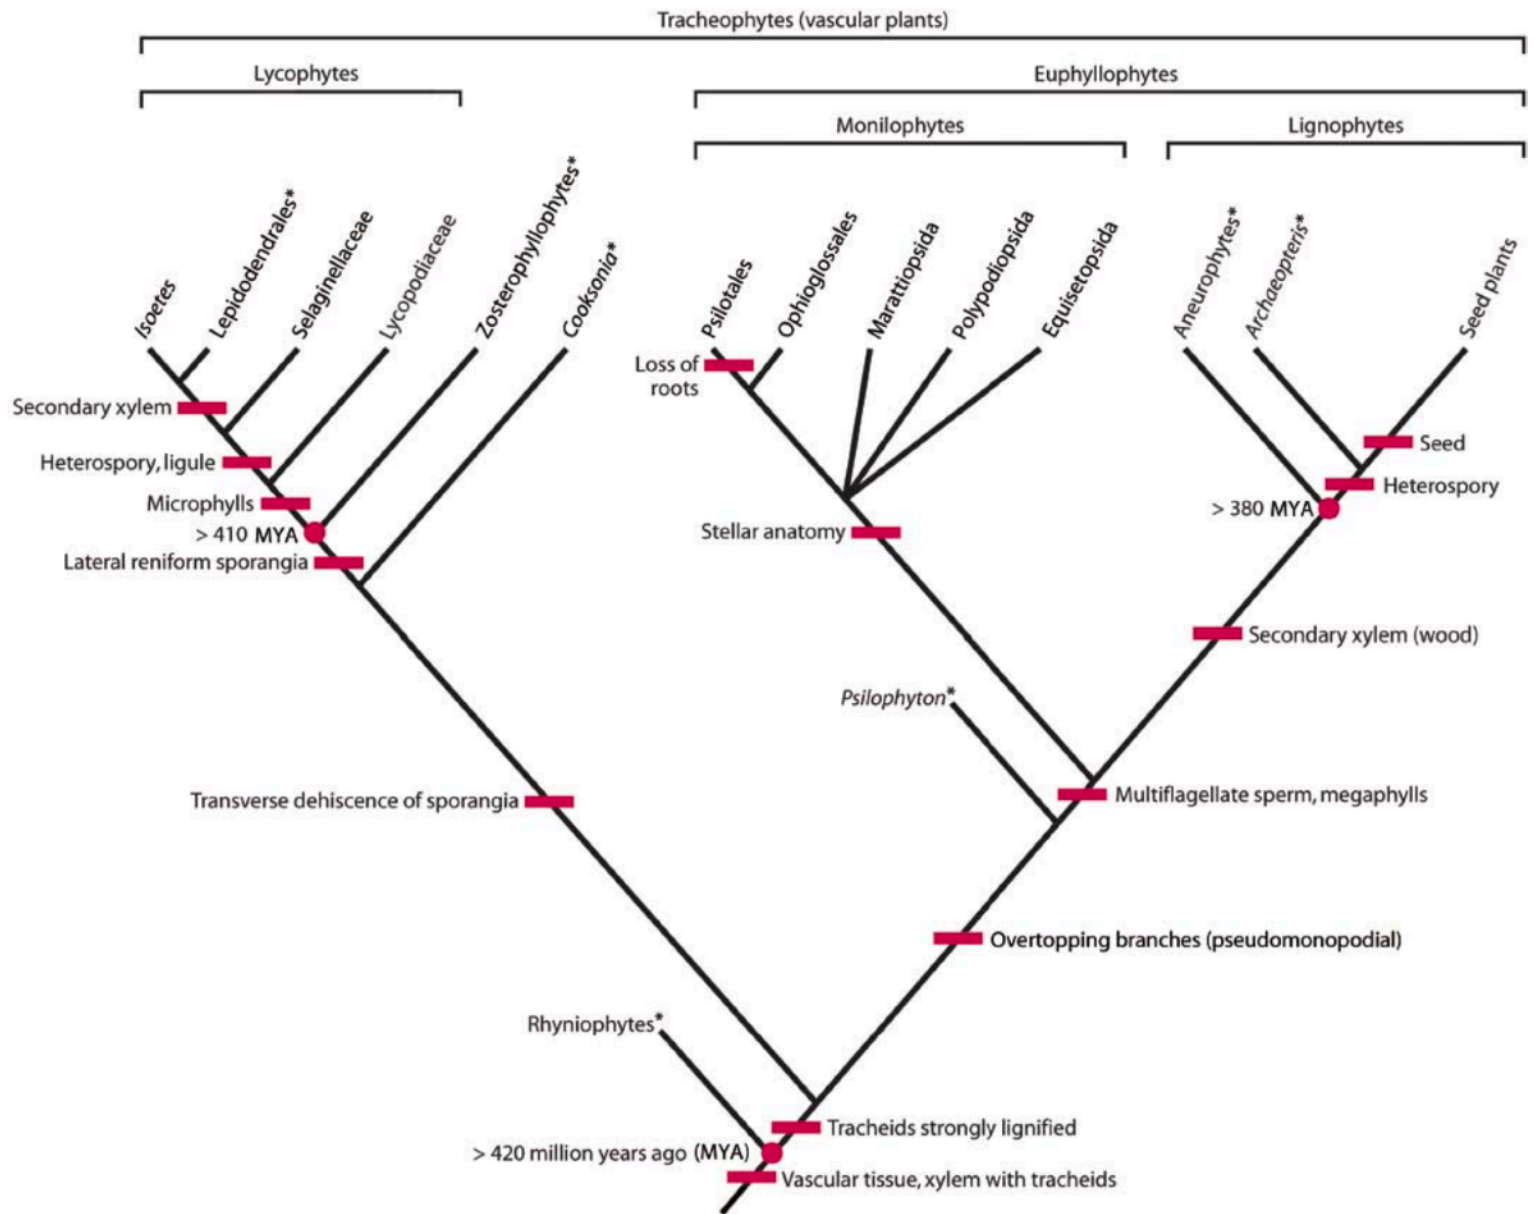 Tracheophytes (vascular plants)
Lycophytes
Euphyllophytes
Monilophytes
Lignophytes
Isoetes
Lepidodendrales*
Selaginellaceae
Lycopodiaceae
Zosterophyllophytes*
Cooksonia*
Psilotales
Ophioglossales
Marattiopsida
Polypodiopsida
Equisetopsida
Aneurophytes*
Archaeopteris*
Seed plants
Loss of
roots
Secondary xylem
Seed
Heterospory, ligule
Heterospory
Microphylls
> 380 MYA
> 410 MYA
Stellar anatomy
Lateral reniform sporangia
Secondary xylem (wood)
Psilophyton*
Transverse dehiscence of sporangia
Multiflagellate sperm, megaphylls
Overtopping branches (pseudomonopodial)
Rhyniophytes*
Tracheids strongly lignified
> 420 million years ago (MYA)
Vascular tissue, xylem with tracheids